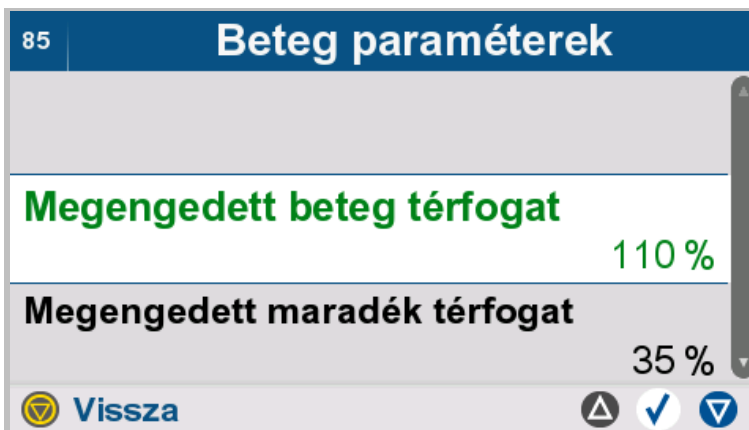 85
Beteg paraméterek
Megengedett beteg térfogat
110 %
Megengedett maradék térfogat
35 %
Vissza